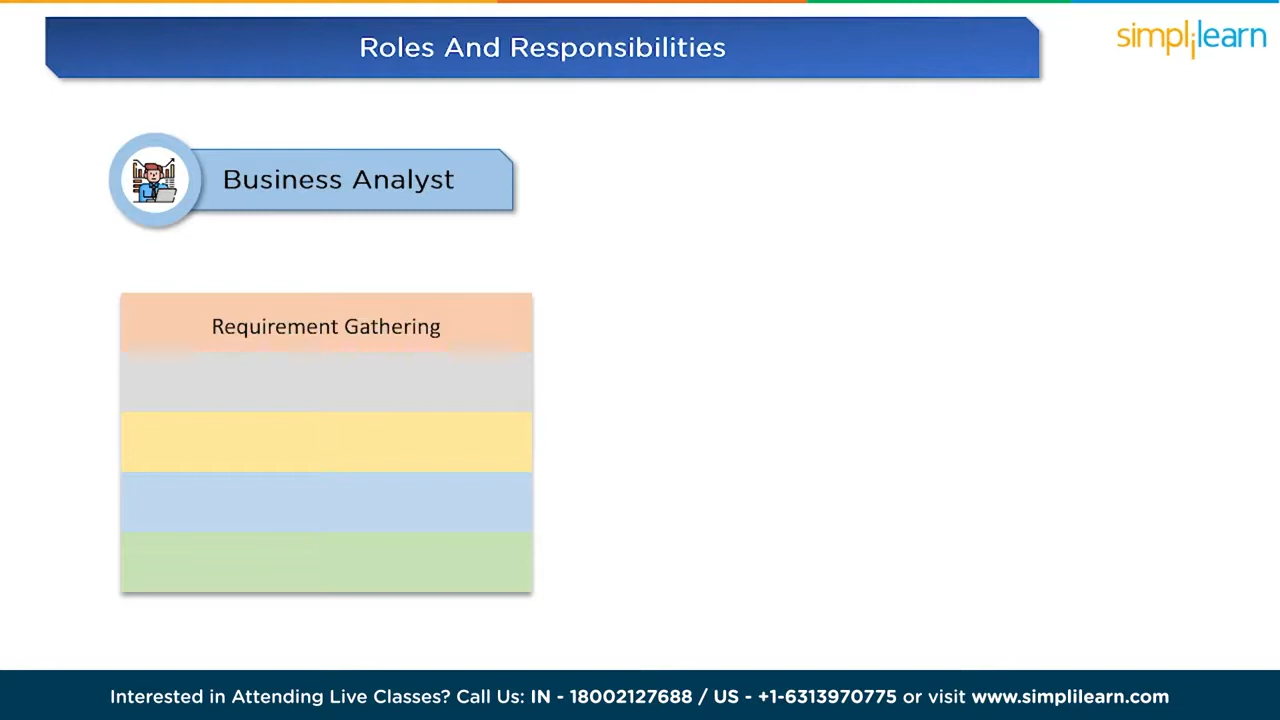 Roles And Responsibilities
simplilearn
Business Analyst
Requirement Gathering
Interested in Attending Live Classes? Call Us: IN - 18002127688 / US - +1-6313970775 or visit www.simplilearn.com